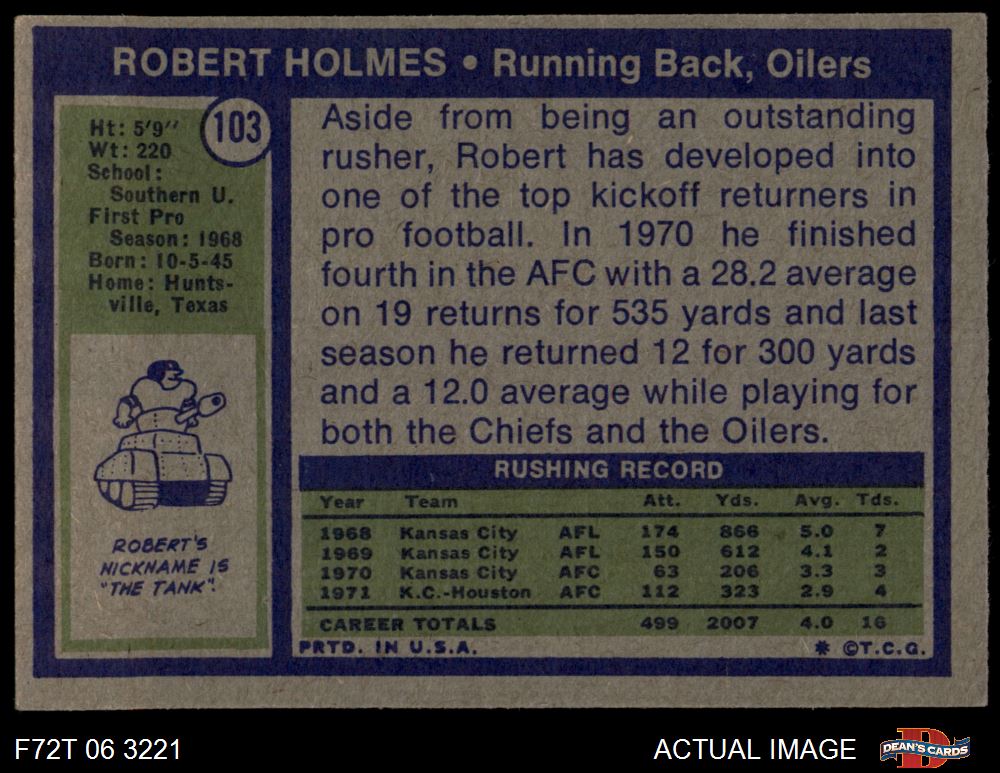 ROBERT HOLMES • Running Back, Oilers
103
Ht: 5'9"
Wt: 220
School:
Southern U.
First Pro
Season: 1968
Born: 10-5-45
Home: Hunts-
ville, Texas
ROBERT'S
NICKNAME IS
"THE TANK".
Aside from being an outstanding
rusher, Robert has developed into
one of the top kickoff returners in
pro football. In 1970 he finished
fourth in the AFC with a 28.2 average
on 19 returns for 535 yards and last
season he returned 12 for 300 yards
and a 12.0 average while playing for
both the Chiefs and the Oilers.
RUSHING RECORD
Year Team Att. Yds. Avg. Tds.
1968 Kansas City AFL 174 866 5.0 7
1969 Kansas City AFL 150 612 4.1 2
1970 Kansas City AFC 63 206 3.3 3
1971 K.C.-Houston AFC 112 323 2.9 4
CAREER TOTALS 499 2007 4.0 16
PRTD. IN U.S.A. * ©T.C.G.
F72T 06 3221 ACTUAL IMAGE DEAN'S CARDS